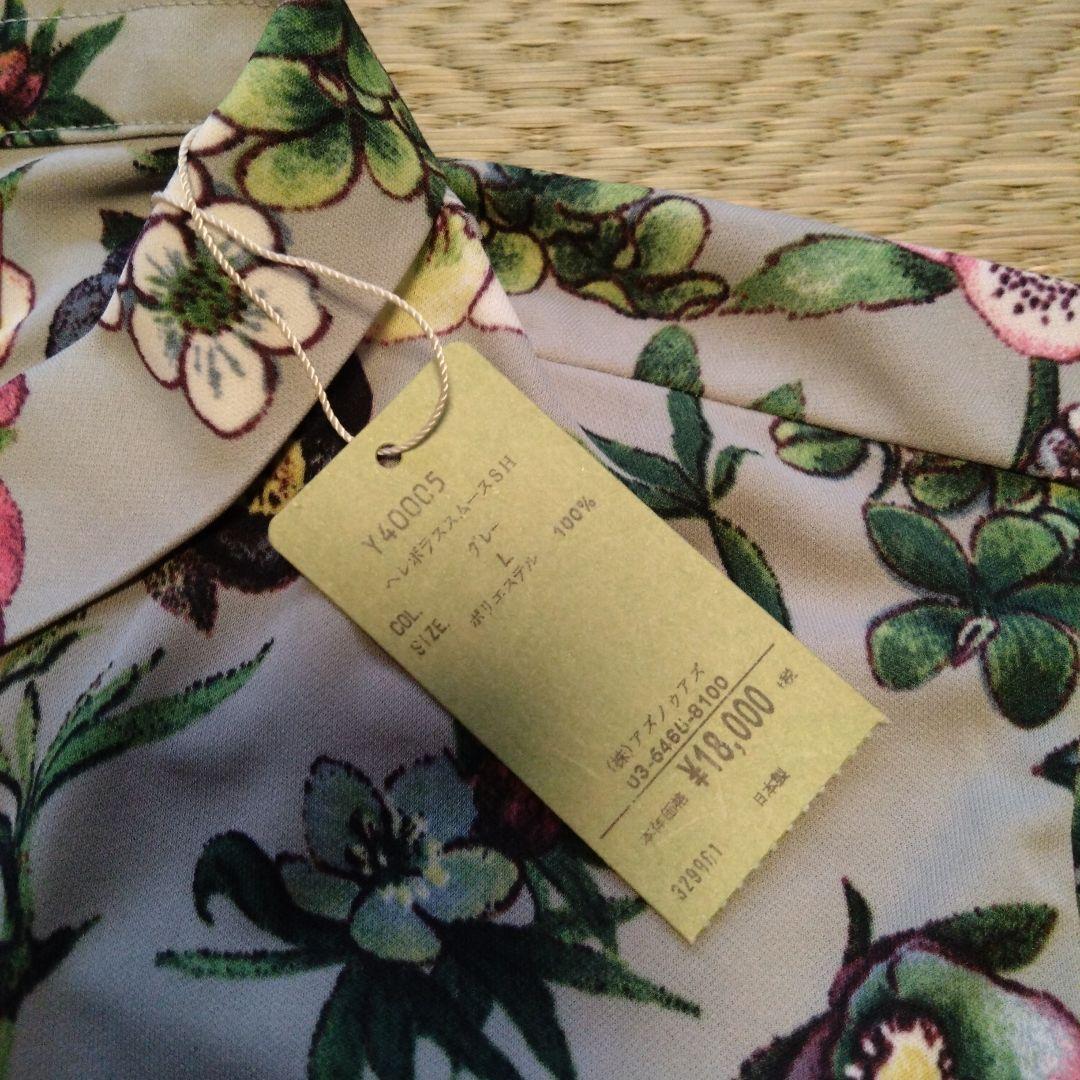 Y40005
ヘレボラススムースSH
COL. グレー
SIZE. L
ポリエステル 100%
(株)アズノゥアズ
03-5466-8100
本体価格 ¥18,000 +税
日本製
329901